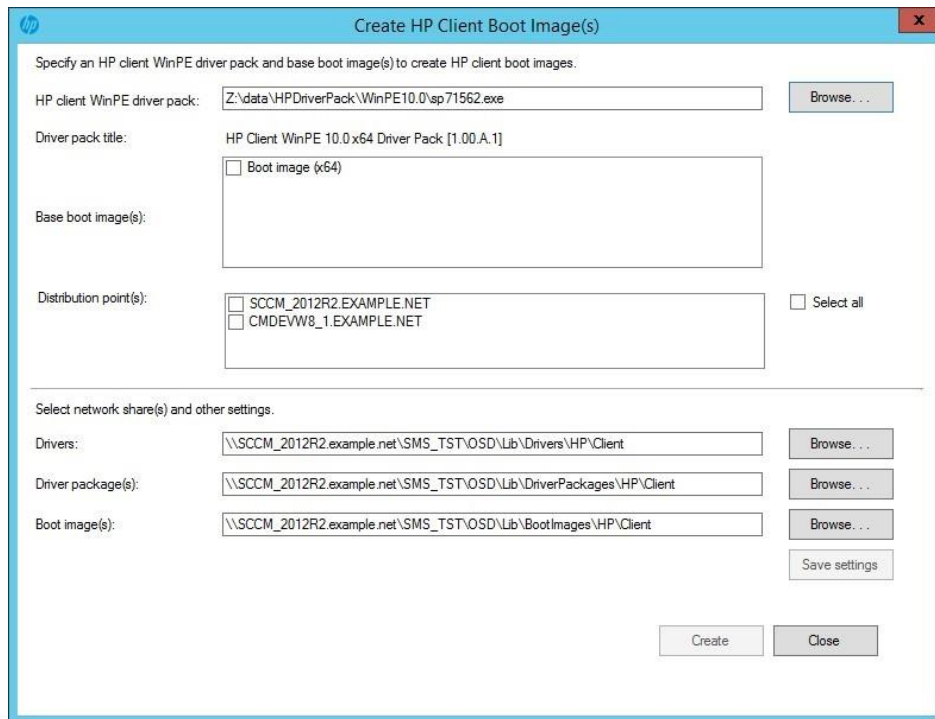 hp
Create HP Client Boot Image(s)
x
Specify an HP client WinPE driver pack and base boot image(s) to create HP client boot images.
HP client WinPE driver pack: Z:\data\HPDriverPack\WinPE10.0\sp71562.exe Browse. . .
Driver pack title: HP Client WinPE 10.0 x64 Driver Pack [1.00.A.1]
Boot image (x64)
Base boot image(s):
Distribution point(s): SCCM_2012R2.EXAMPLE.NET Select all
CMDEVW8_1.EXAMPLE.NET
Select network share(s) and other settings.
Drivers: \\SCCM_2012R2.example.net\SMS_TST\OSD\Lib\Drivers\HP\Client Browse. . .
Driver package(s): \\SCCM_2012R2.example.net\SMS_TST\OSD\Lib\DriverPackages\HP\Client Browse. . .
Boot image(s): \\SCCM_2012R2.example.net\SMS_TST\OSD\Lib\BootImages\HP\Client Browse. . .
Save settings
Create Close